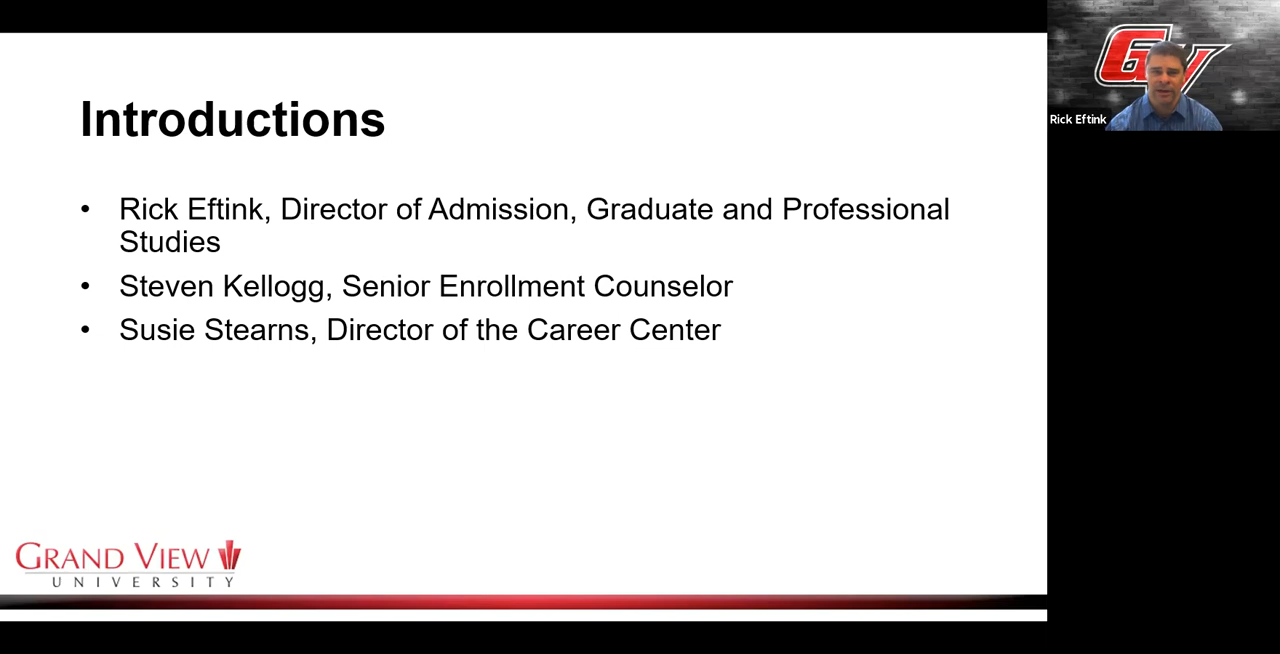 Introductions
• Rick Eftink, Director of Admission, Graduate and Professional
Studies
• Steven Kellogg, Senior Enrollment Counselor
• Susie Stearns, Director of the Career Center
GRAND VIEW
UNIVERSITY
GV
Rick Eftink